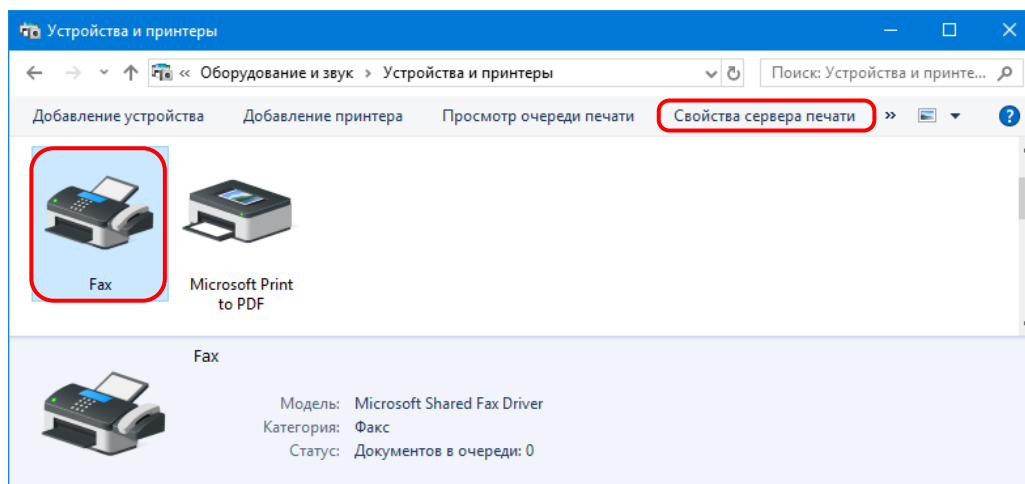 Устройства и принтеры
« Оборудование и звук > Устройства и принтеры
Поиск: Устройства и принте...
Добавление устройства Добавление принтера Просмотр очереди печати Свойства сервера печати »
Fax
Microsoft Print
to PDF
Fax
Модель: Microsoft Shared Fax Driver
Категория: Факс
Статус: Документов в очереди: 0